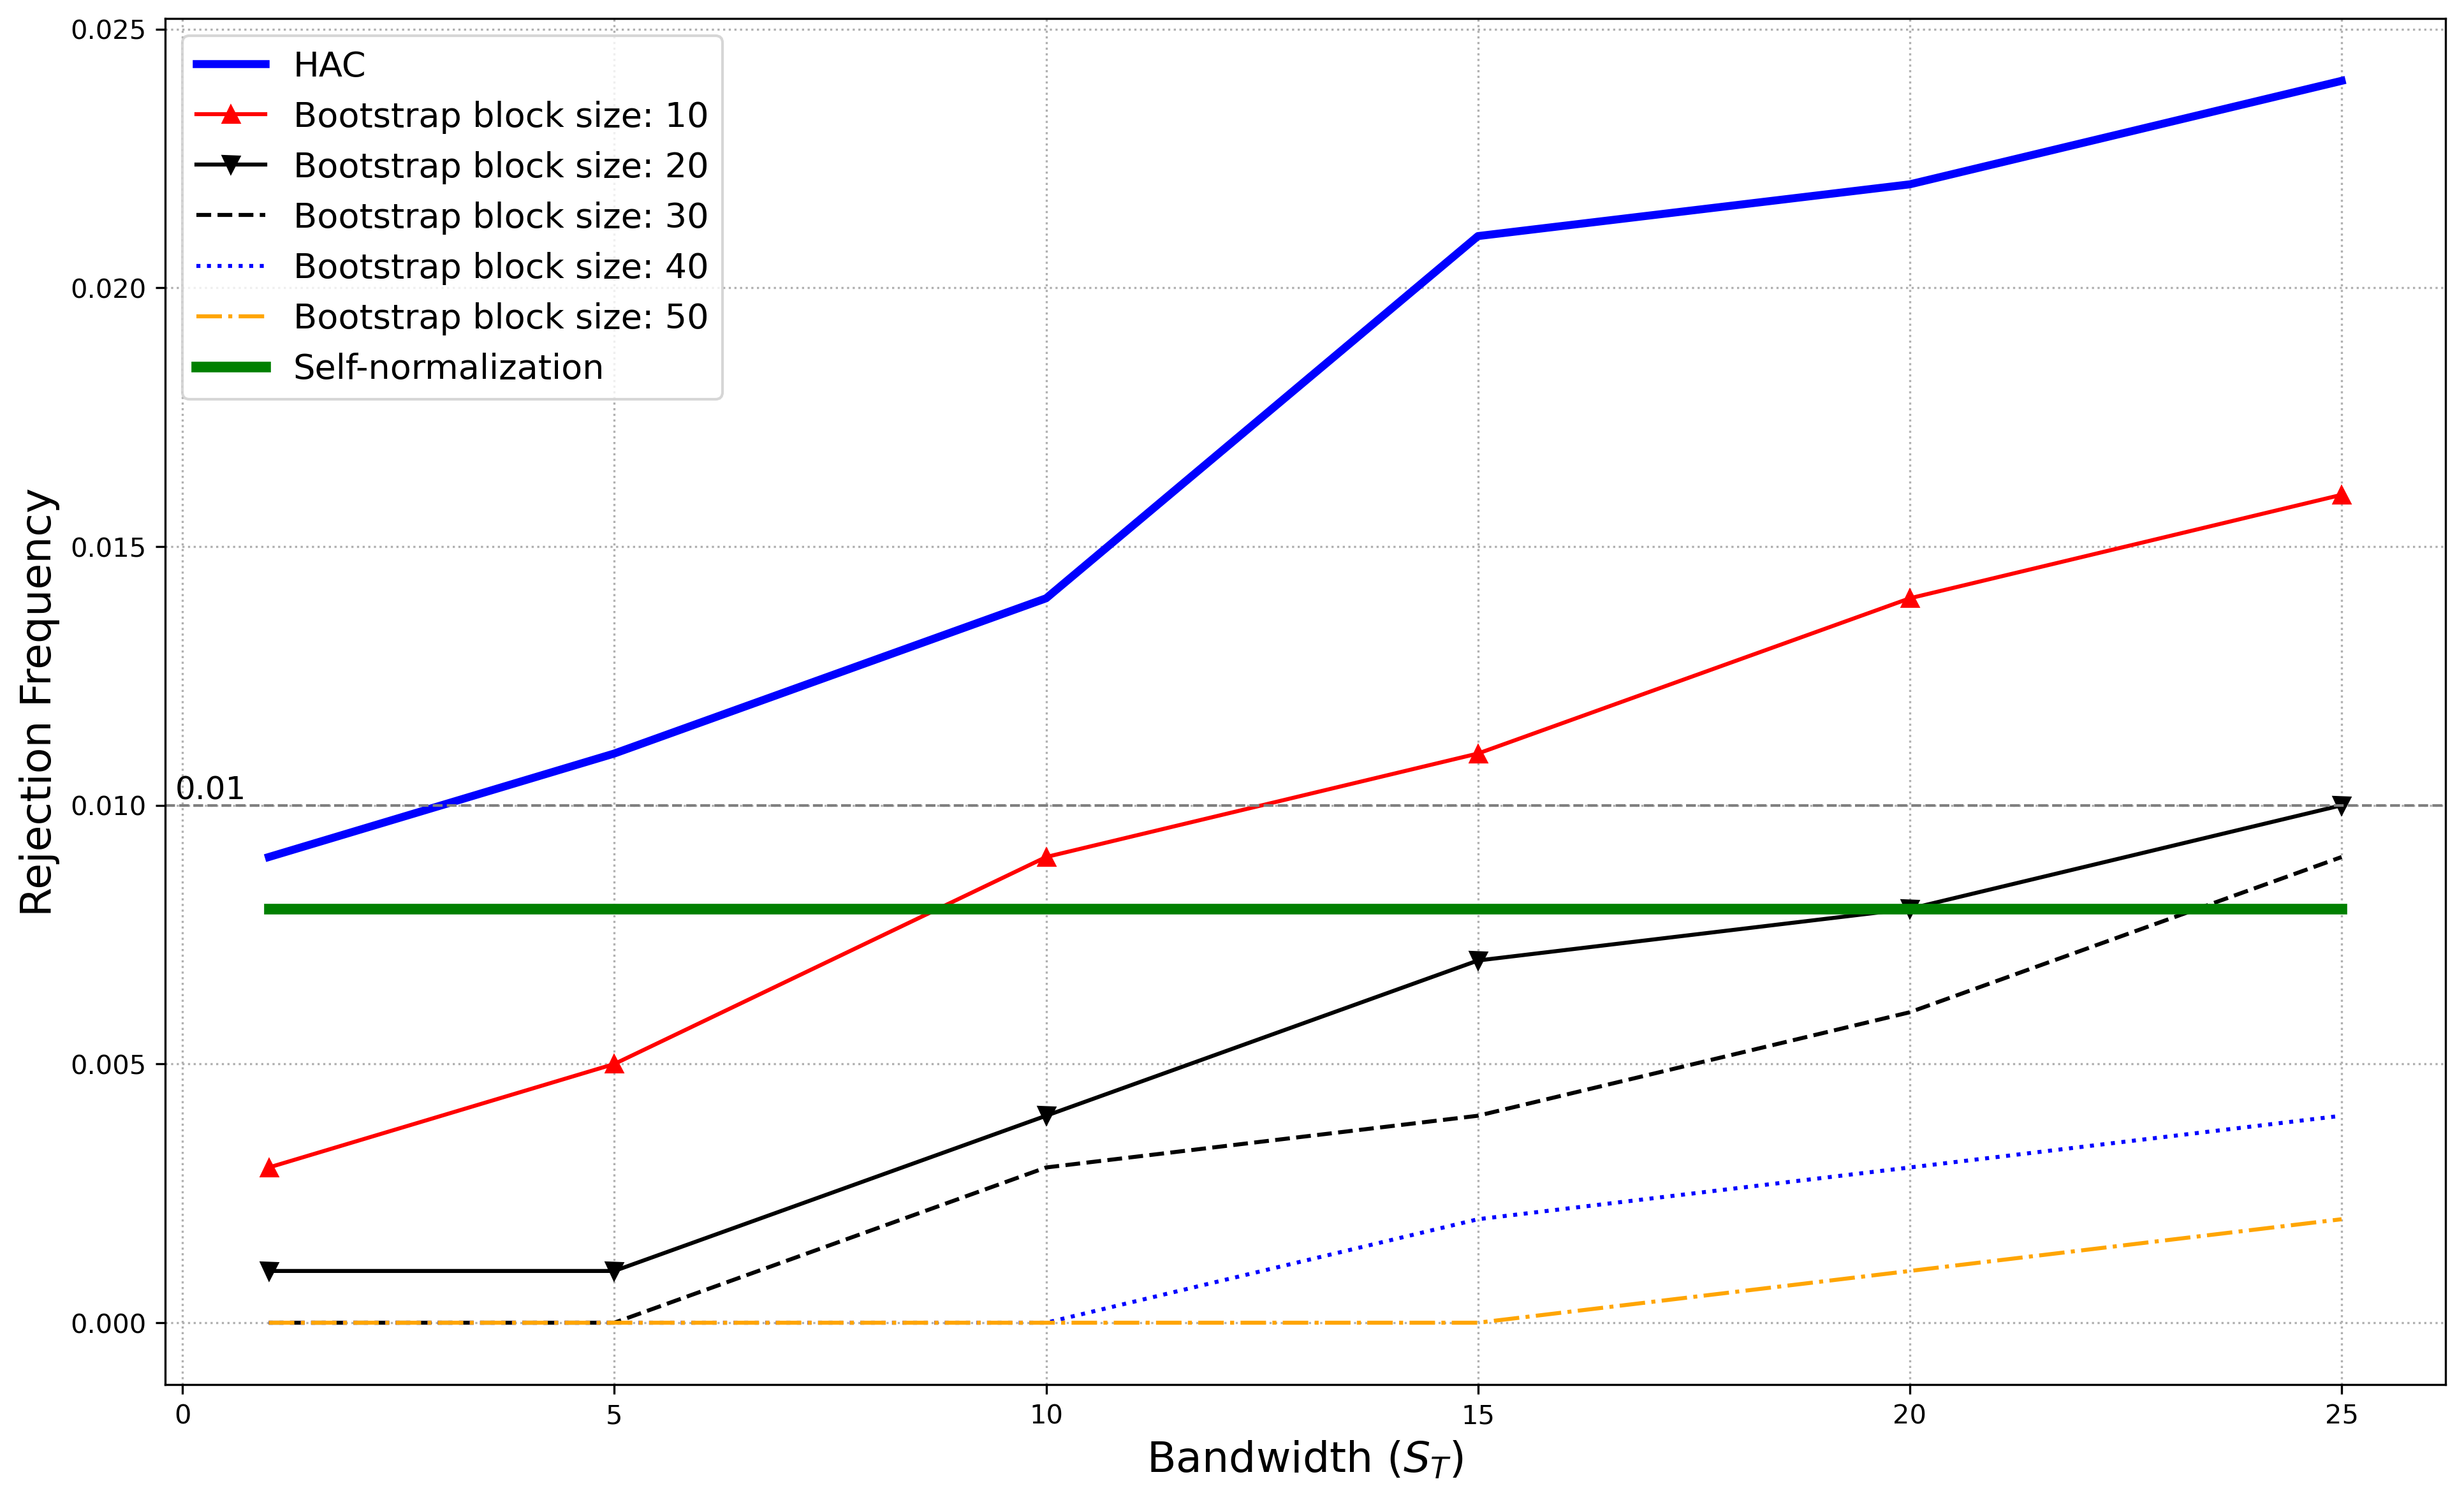 HAC
Bootstrap block size: 10
Bootstrap block size: 20
Bootstrap block size: 30
Bootstrap block size: 40
Bootstrap block size: 50
Self-normalization
Rejection Frequency
0.025
0.020
0.015
0.010
0.005
0.000
0.01
0
5
10
15
20
25
Bandwidth (S_T)